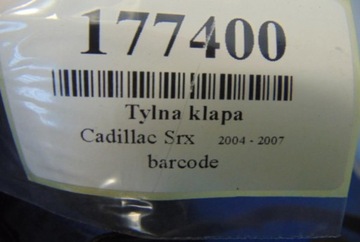 177400
Tylna klapa
Cadillac Srx 2004 - 2007
barcode